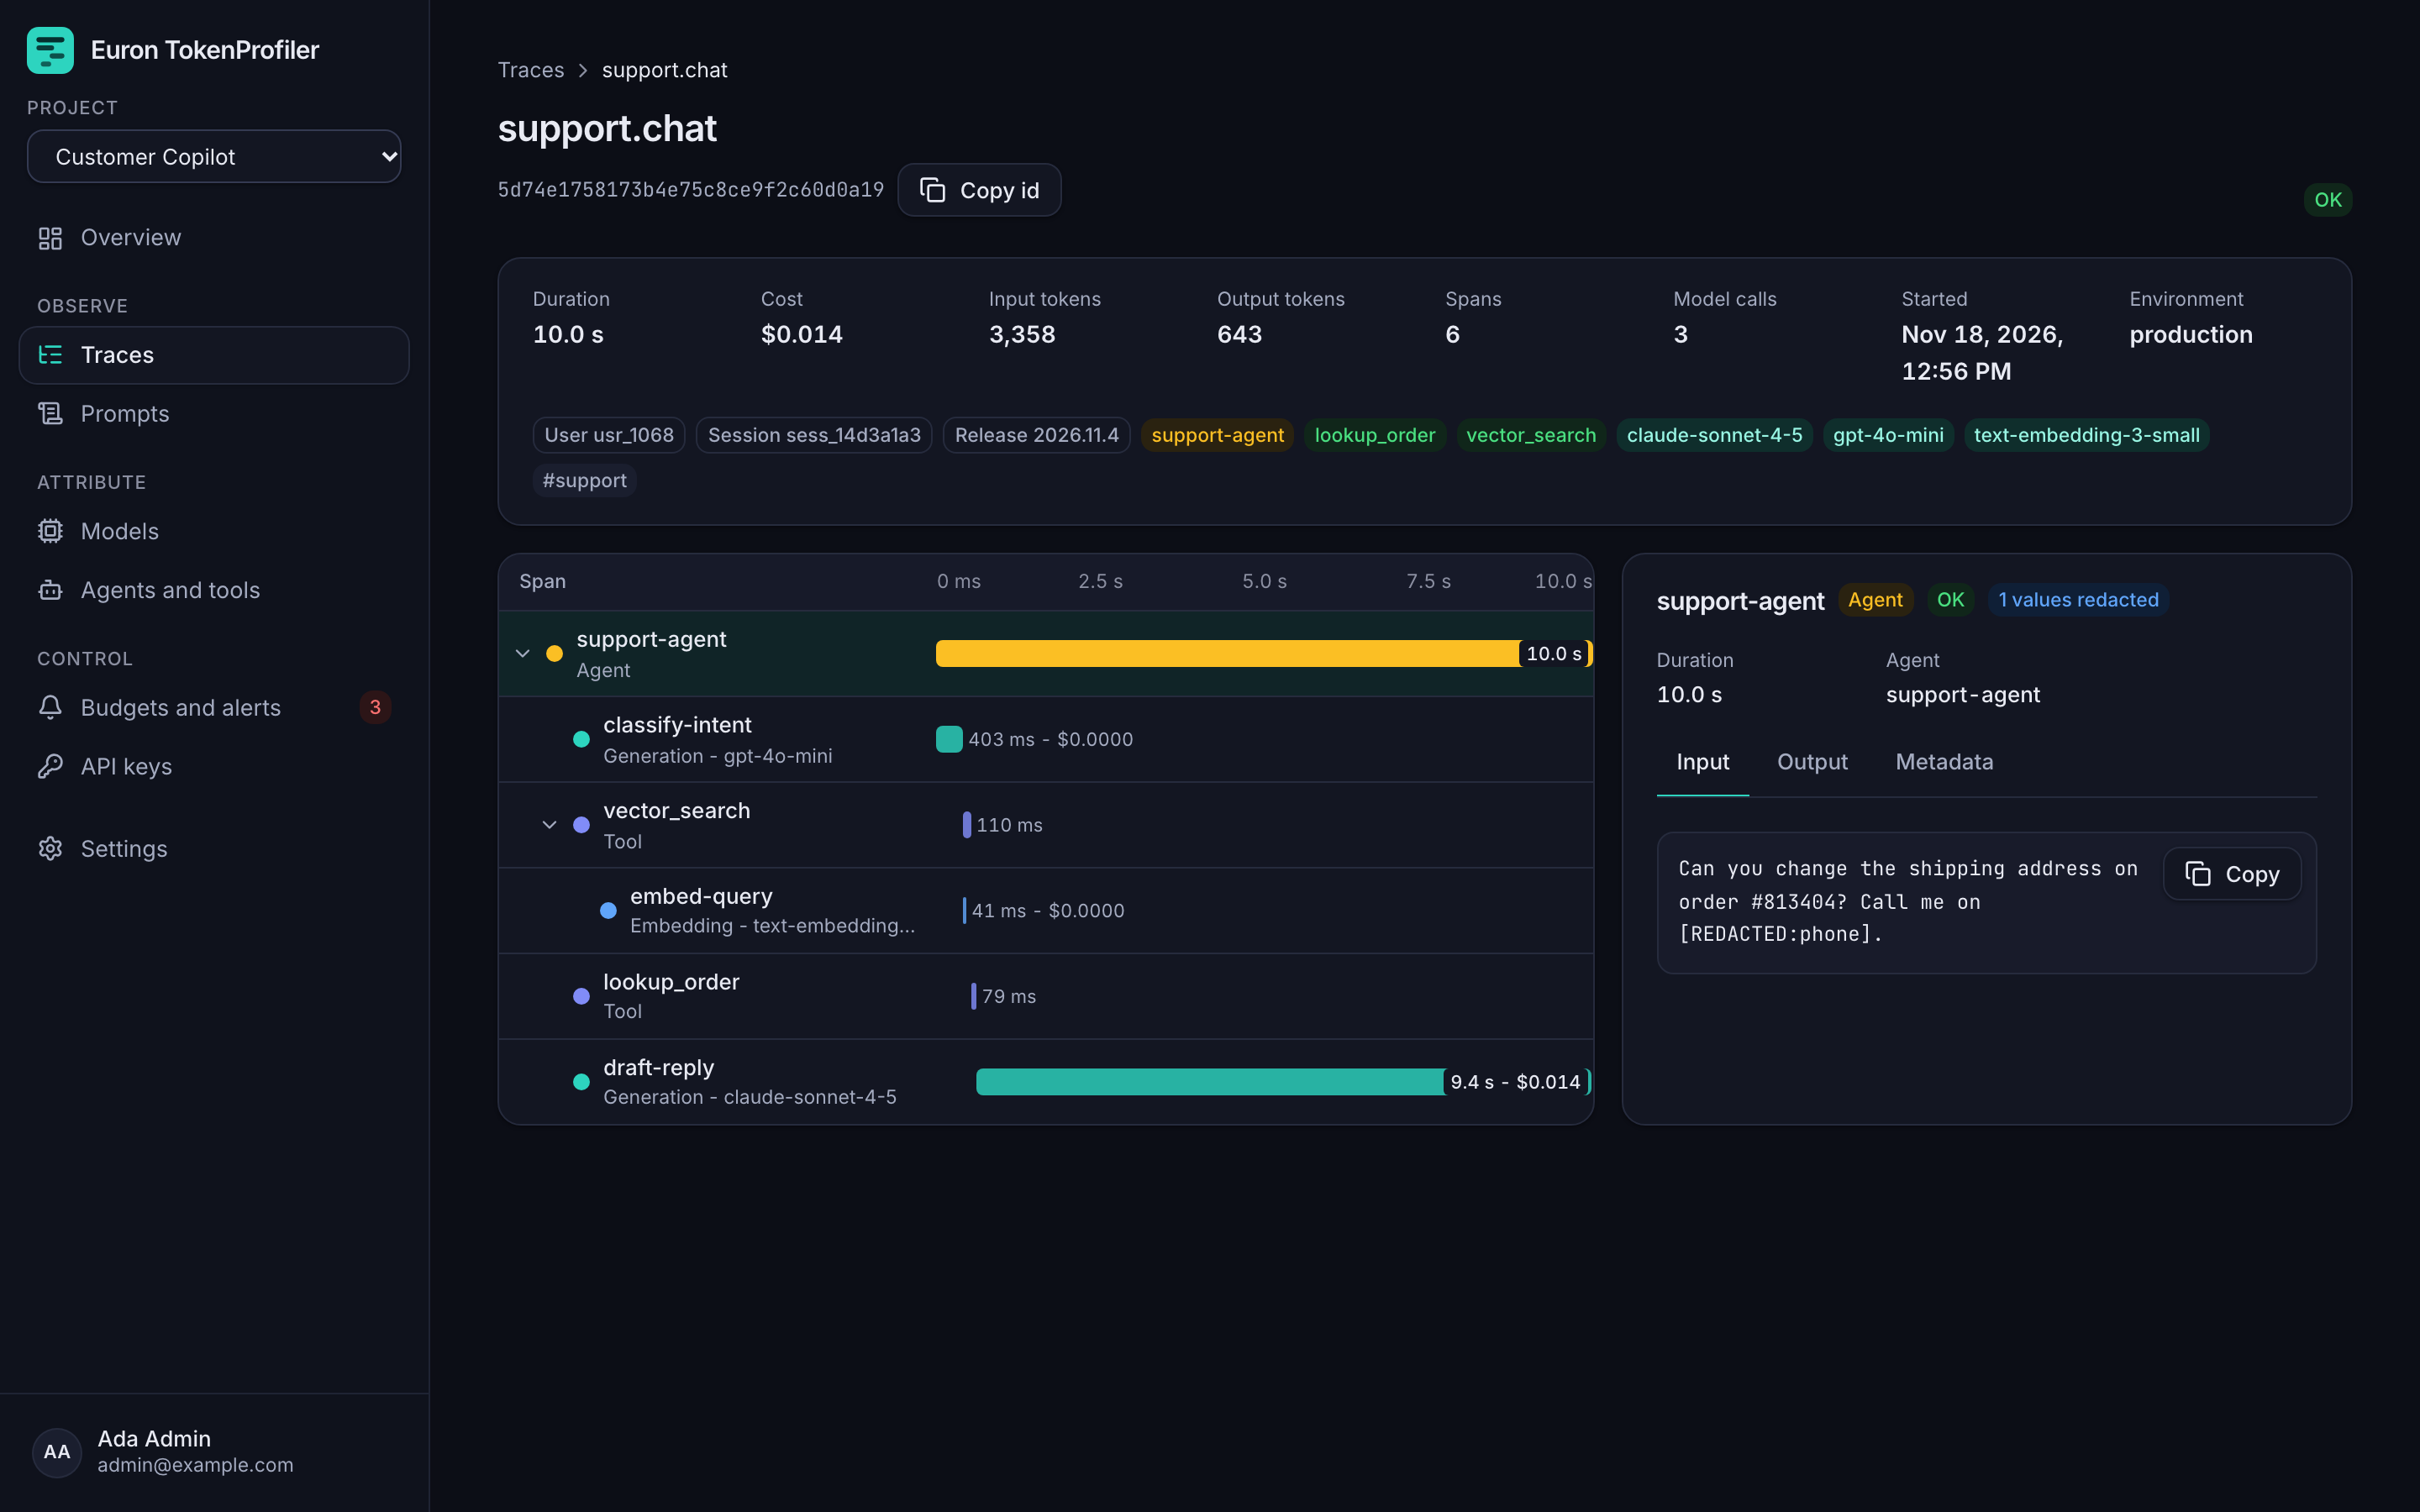 Euron TokenProfiler
PROJECT
Customer Copilot
Overview
OBSERVE
Traces
Prompts
ATTRIBUTE
Models
Agents and tools
CONTROL
Budgets and alerts 3
API keys
Settings
AA
Ada Admin
admin@example.com
Traces > support.chat
support.chat
5d74e1758173b4e75c8ce9f2c60d0a19 Copy id
OK
Duration Cost Input tokens Output tokens Spans Model calls Started Environment
10.0 s $0.014 3,358 643 6 3 Nov 18, 2026, production
12:56 PM
User usr_1068 Session sess_14d3a1a3 Release 2026.11.4 support-agent lookup_order vector_search claude-sonnet-4-5 gpt-4o-mini text-embedding-3-small
#support
Span 0 ms 2.5 s 5.0 s 7.5 s 10.0 s
support-agent
Agent
10.0 s
classify-intent
Generation - gpt-4o-mini
403 ms - $0.0000
vector_search
Tool
110 ms
embed-query
Embedding - text-embedding...
41 ms - $0.0000
lookup_order
Tool
79 ms
draft-reply
Generation - claude-sonnet-4-5
9.4 s - $0.014
support-agent Agent OK 1 values redacted
Duration Agent
10.0 s support-agent
Input Output Metadata
Can you change the shipping address on
order #813404? Call me on
[REDACTED:phone].
Copy